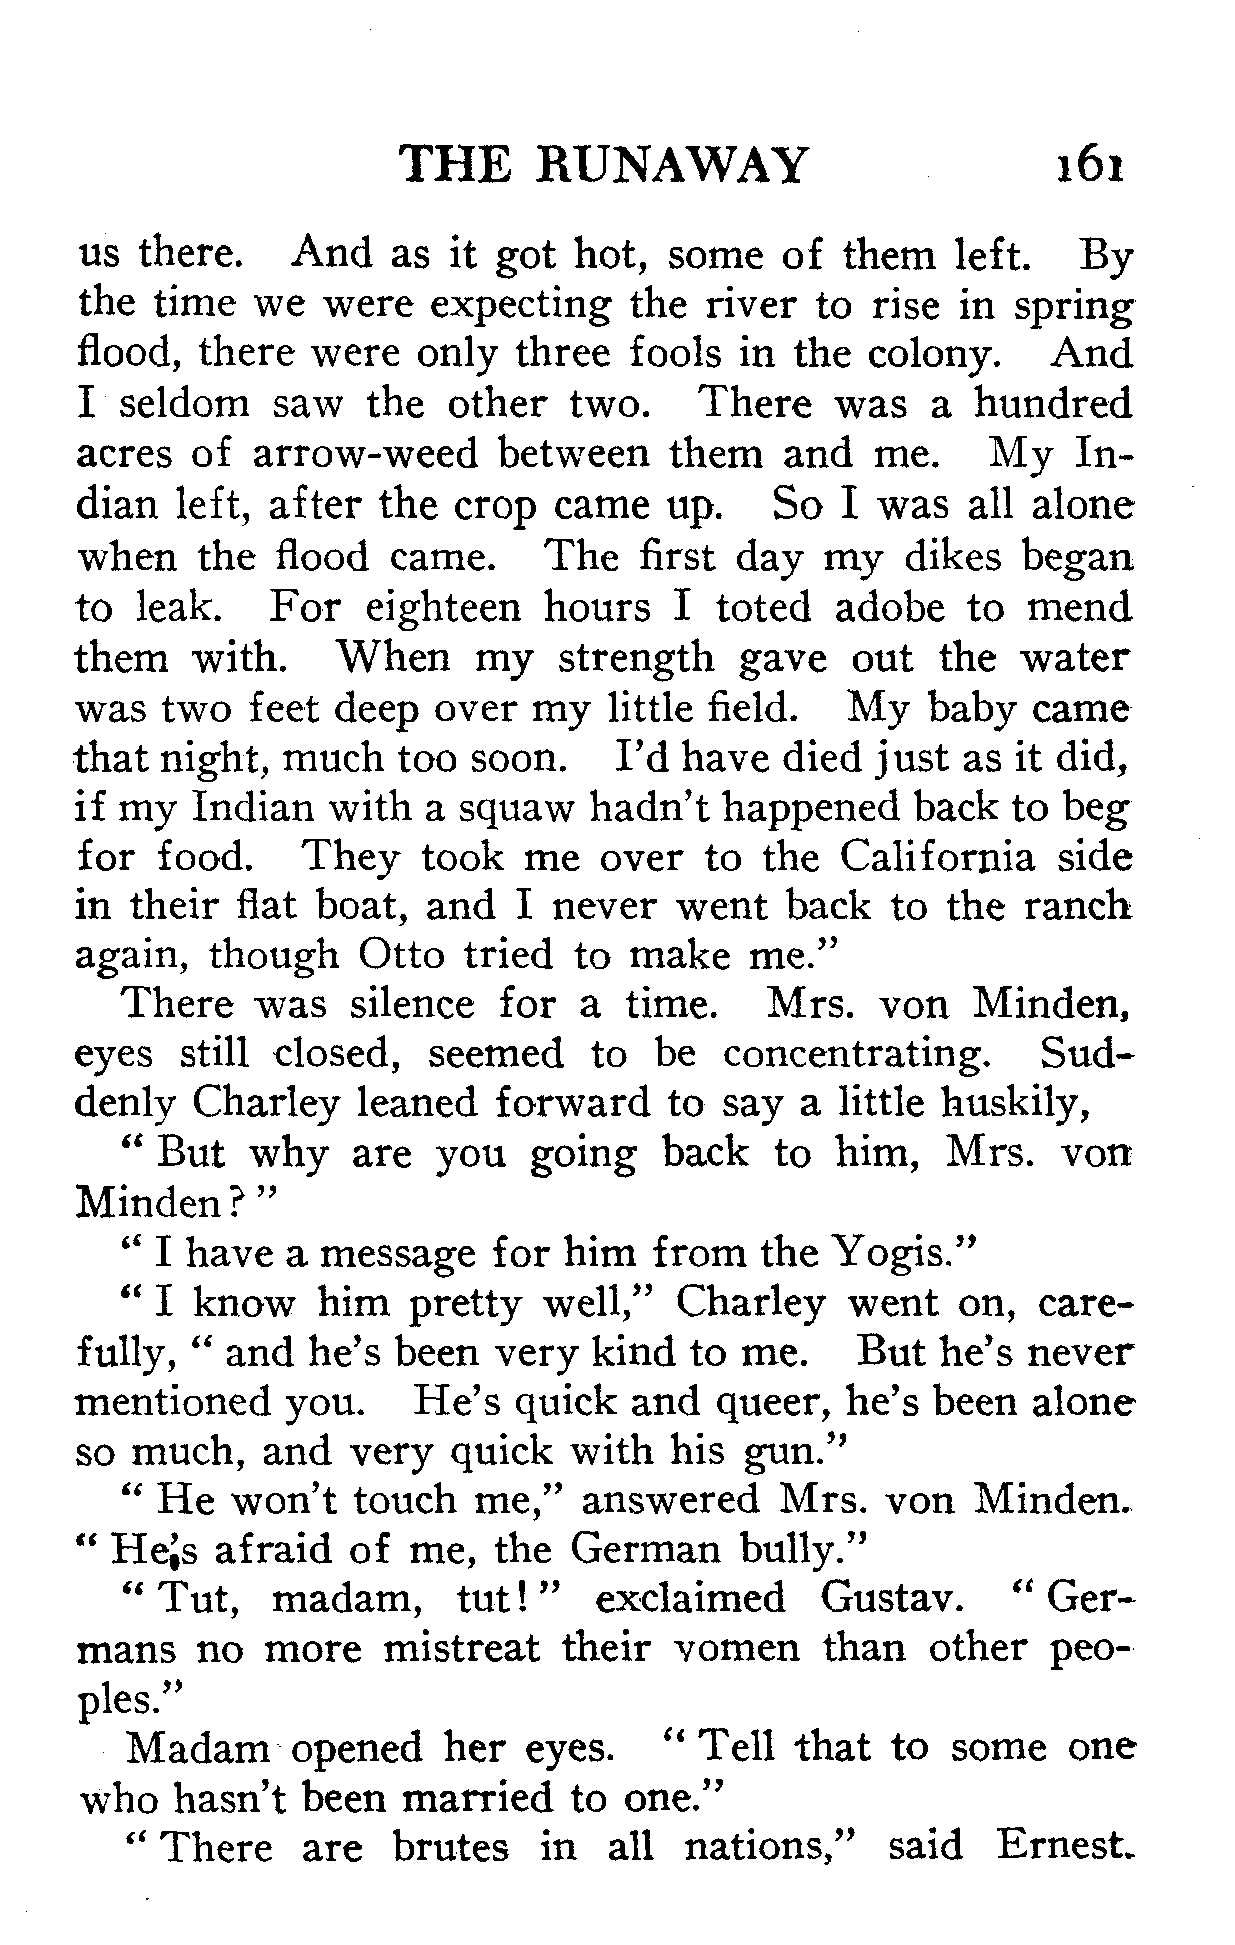 THE RUNAWAY 161
us there. And as it got hot, some of them left. By
the time we were expecting the river to rise in spring
flood, there were only three fools in the colony. And
I seldom saw the other two. There was a hundred
acres of arrow-weed between them and me. My In-
dian left, after the crop came up. So I was all alone
when the flood came. The first day my dikes began
to leak. For eighteen hours I toted adobe to mend
them with. When my strength gave out the water
was two feet deep over my little field. My baby came
that night, much too soon. I'd have died just as it did,
if my Indian with a squaw hadn't happened back to beg
for food. They took me over to the California side
in their flat boat, and I never went back to the ranch
again, though Otto tried to make me."
There was silence for a time. Mrs. von Minden,
eyes still closed, seemed to be concentrating. Sud-
denly Charley leaned forward to say a little huskily,
" But why are you going back to him, Mrs. von
Minden ? "
" I have a message for him from the Yogis."
" I know him pretty well," Charley went on, care-
fully, " and he's been very kind to me. But he's never
mentioned you. He's quick and queer, he's been alone
so much, and very quick with his gun."
" He won't touch me," answered Mrs. von Minden.
" He's afraid of me, the German bully."
" Tut, madam, tut! " exclaimed Gustav. " Ger-
mans no more mistreat their vomen than other peo-
ples."
Madam opened her eyes. " Tell that to some one
who hasn't been married to one."
" There are brutes in all nations," said Ernest.